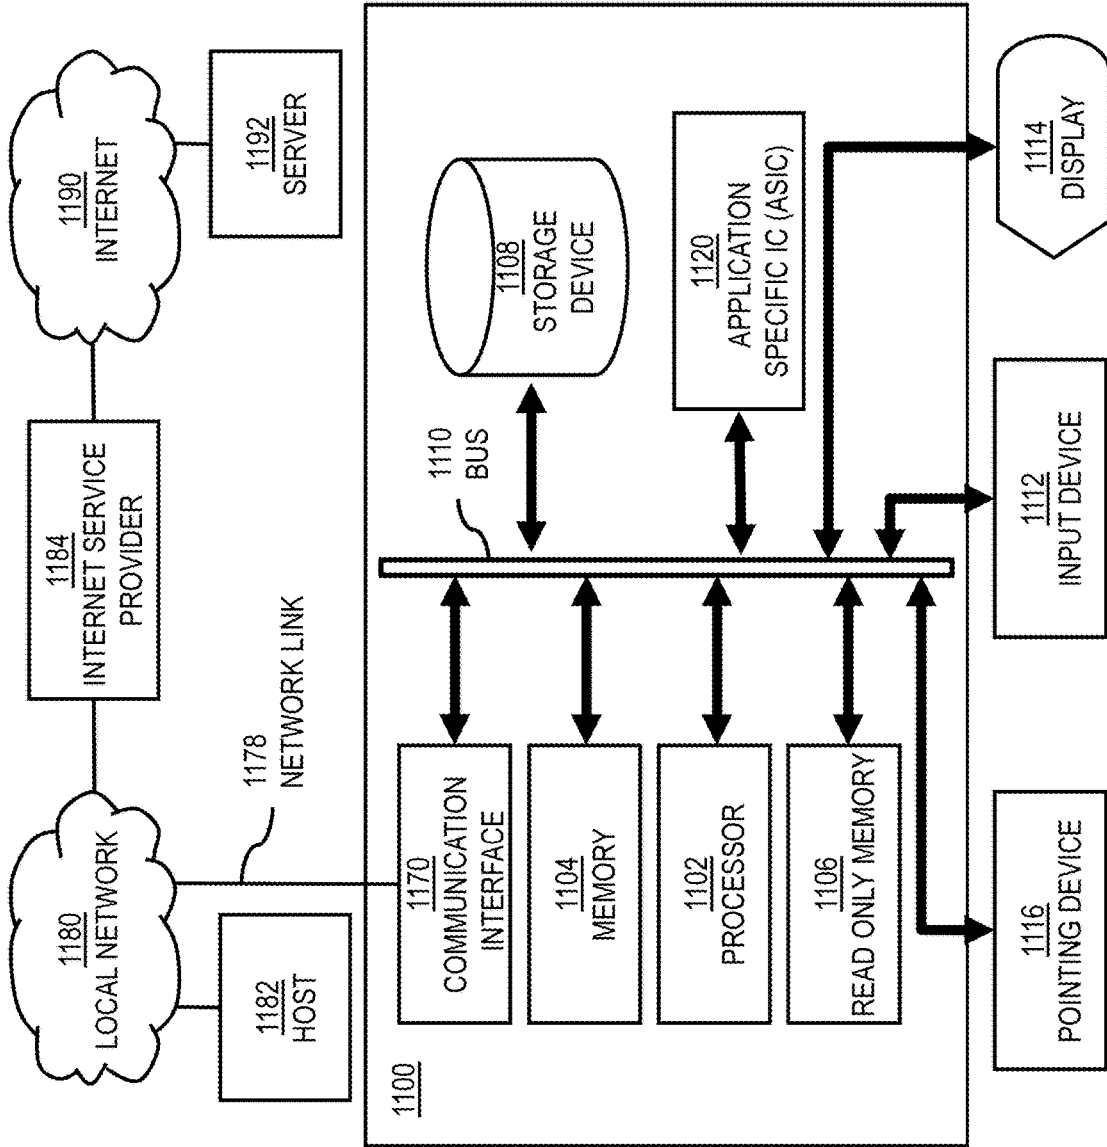 1180
LOCAL NETWORK
1184
INTERNET SERVICE
PROVIDER
1190
INTERNET
1182
HOST
1178
NETWORK LINK
1192
SERVER
1100
1170
COMMUNICATION
INTERFACE
1110
BUS
1108
STORAGE
DEVICE
1104
MEMORY
1102
PROCESSOR
1120
APPLICATION
SPECIFIC IC (ASIC)
1106
READ ONLY MEMORY
1116
POINTING DEVICE
1112
INPUT DEVICE
1114
DISPLAY